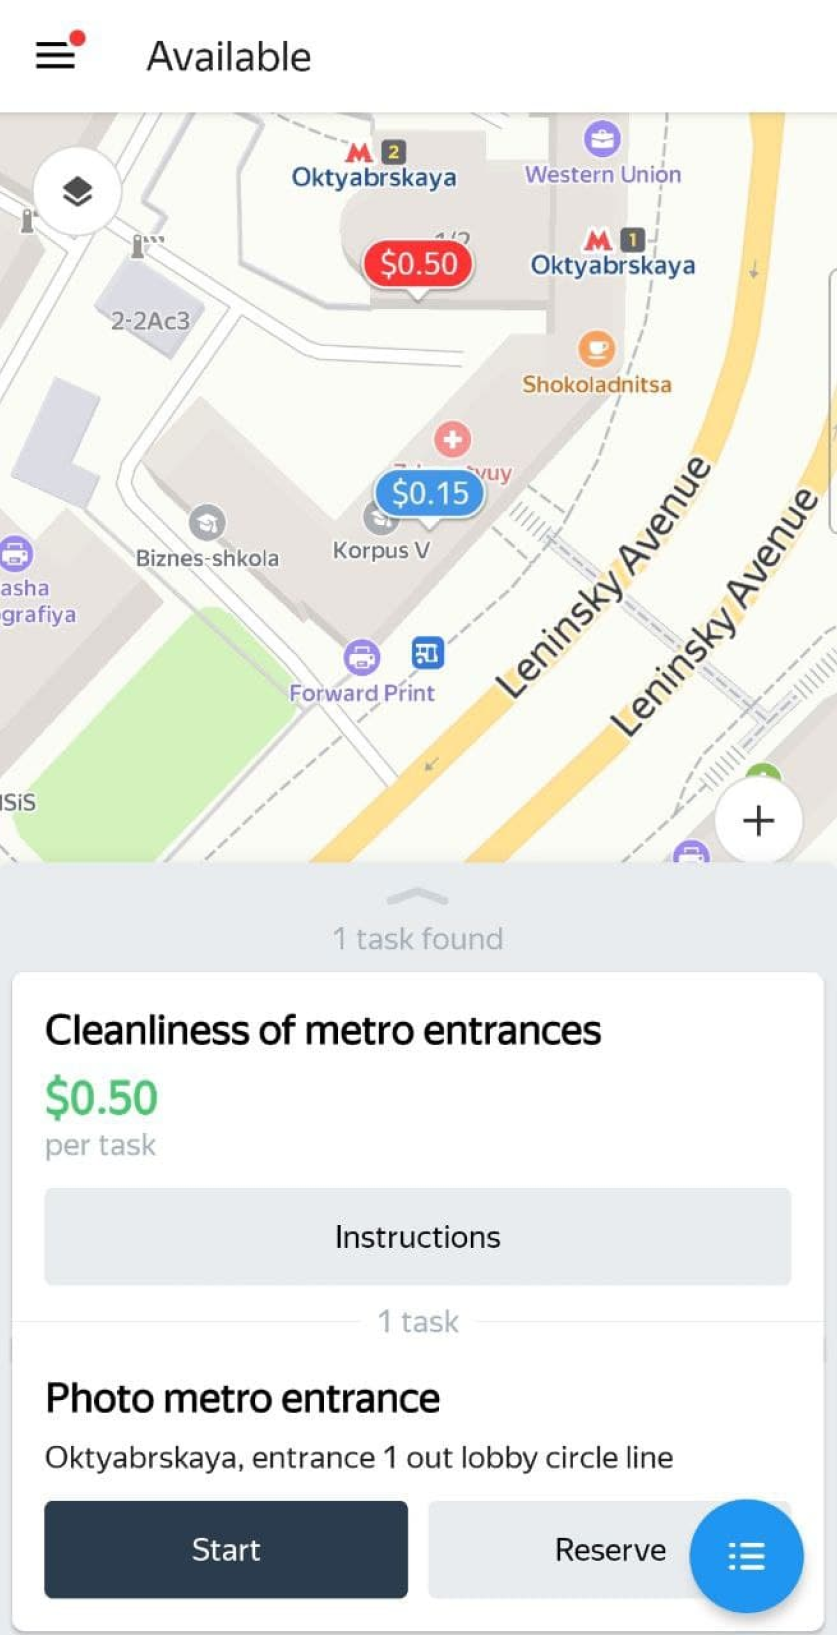 Available
2
Oktyabrskaya
Western Union
1
Oktyabrskaya
$0.50
2-2Ac3
Shokoladnitsa
vuy
$0.15
Biznes-shkola
Korpus V
asha
grafiya
Forward Print
Leninsky Avenue
Leninsky Avenue
ISiS
1 task found
Cleanliness of metro entrances
$0.50
per task
Instructions
1 task
Photo metro entrance
Oktyabrskaya, entrance 1 out lobby circle line
Start
Reserve